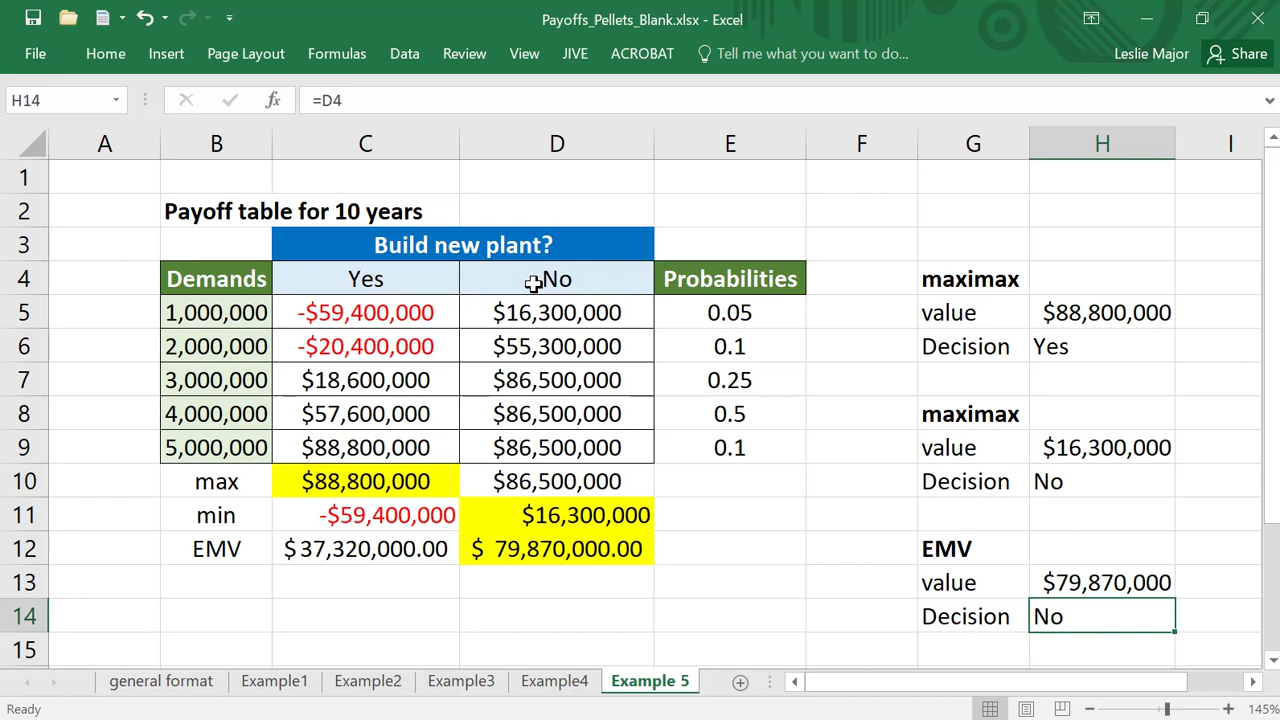 Payoffs_Pellets_Blank.xlsx - Excel
File Home Insert Page Layout Formulas Data Review View JIVE ACROBAT Tell me what you want to do... Leslie Major Share
H14 fx =D4
A B C D E F G H I
1
2 Payoff table for 10 years
3 Build new plant?
4 Demands Yes No Probabilities maximax
5 1,000,000 -$59,400,000 $16,300,000 0.05 value $88,800,000
6 2,000,000 -$20,400,000 $55,300,000 0.1 Decision Yes
7 3,000,000 $18,600,000 $86,500,000 0.25
8 4,000,000 $57,600,000 $86,500,000 0.5 maximax
9 5,000,000 $88,800,000 $86,500,000 0.1 value $16,300,000
10 max $88,800,000 $86,500,000 Decision No
11 min -$59,400,000 $16,300,000
12 EMV $ 37,320,000.00 $ 79,870,000.00 EMV
13 value $79,870,000
14 Decision No
15
general format Example1 Example2 Example3 Example4 Example 5
Ready 145%